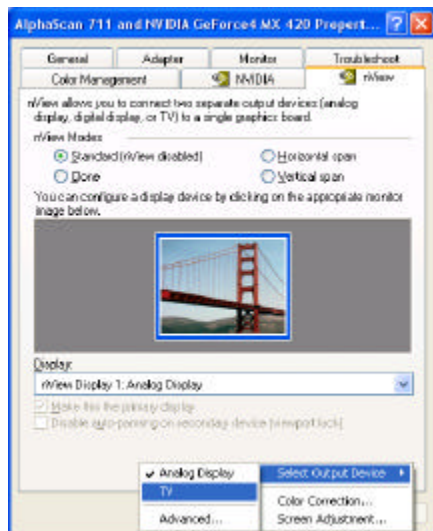 AlphaScan 711 and NVIDIA GeForce4 MX 420 Propert... ?
General Adapter Monitor Troubleshoot
Color Management NVIDIA nView
nView allows you to connect two separate output devices (analog
display, digital display, or TV) to a single graphics board.
nView Modes
Standard (nView disabled) Horizontal span
Clone Vertical span
You can configure a display device by clicking on the appropriate monitor
image below.
Display:
nView Display 1: Analog Display
Make this the primary display
Disable auto-panning on secondary device (viewport lock)
Analog Display Select Output Device
TV
Color Correction...
Advanced... Screen Adjustment...